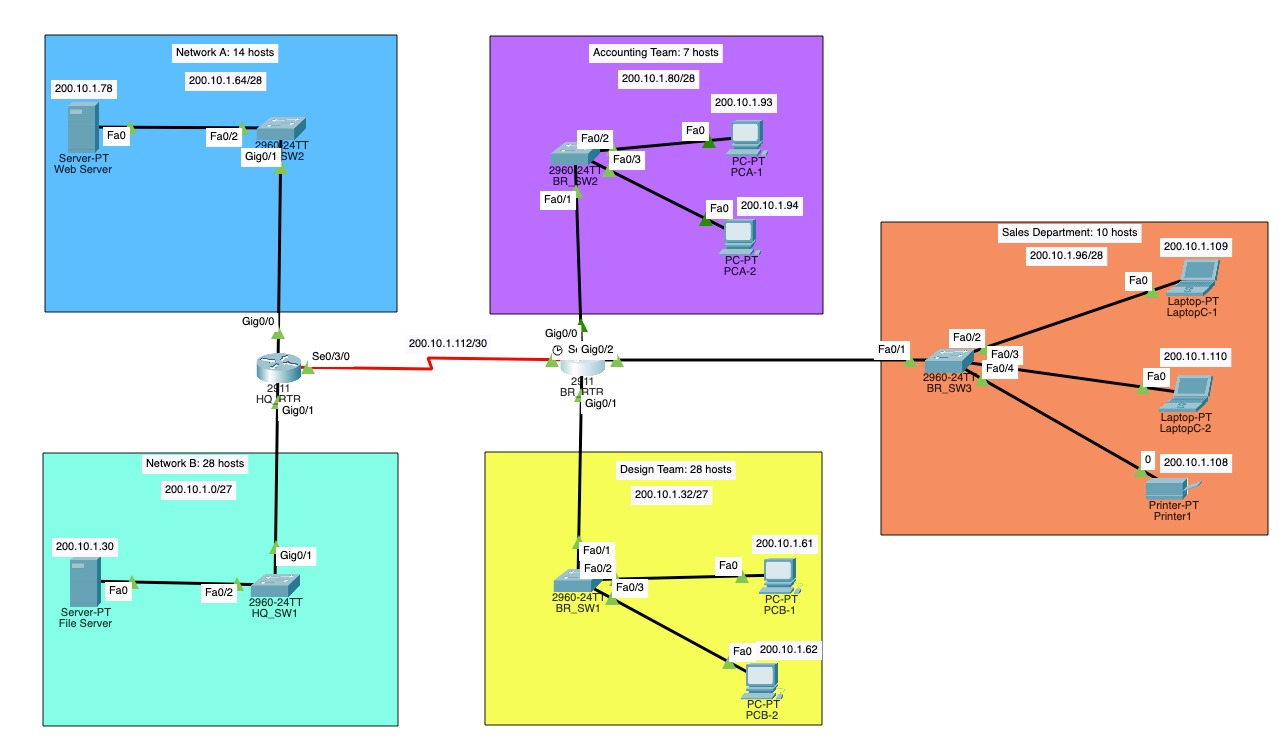 Network A: 14 hosts
200.10.1.64/28
200.10.1.78
Fa0
Fa0/2
2960-24TT
SW2
Gig0/1
Server-PT
Web Server
Accounting Team: 7 hosts
200.10.1.80/28
200.10.1.93
Fa0/2
Fa0
Fa0/3
2960-24TT
BR_SW2
PC-PT
PCA-1
Fa0/1
Fa0
200.10.1.94
PC-PT
PCA-2
Sales Department: 10 hosts
200.10.1.96/28
200.10.1.109
Fa0
Laptop-PT
LaptopC-1
Fa0/1
Fa0/2
Fa0/3
Fa0/4
2960-24TT
BR_SW3
Fa0
Laptop-PT
LaptopC-2
0
200.10.1.108
Printer-PT
Printer1
200.10.1.110
Gig0/0
Se0/3/0
2911
HQ_RTR
Gig0/1
200.10.1.112/30
Gig0/0
Gig0/2
2911
BR_RTR
Gig0/1
Network B: 28 hosts
200.10.1.0/27
200.10.1.30
Gig0/1
Fa0
Fa0/2
2960-24TT
HQ_SW1
Server-PT
File Server
Design Team: 28 hosts
200.10.1.32/27
Fa0/1
Fa0/2
Fa0/3
2960-24TT
BR_SW1
200.10.1.61
Fa0
PC-PT
PCB-1
Fa0
200.10.1.62
PC-PT
PCB-2